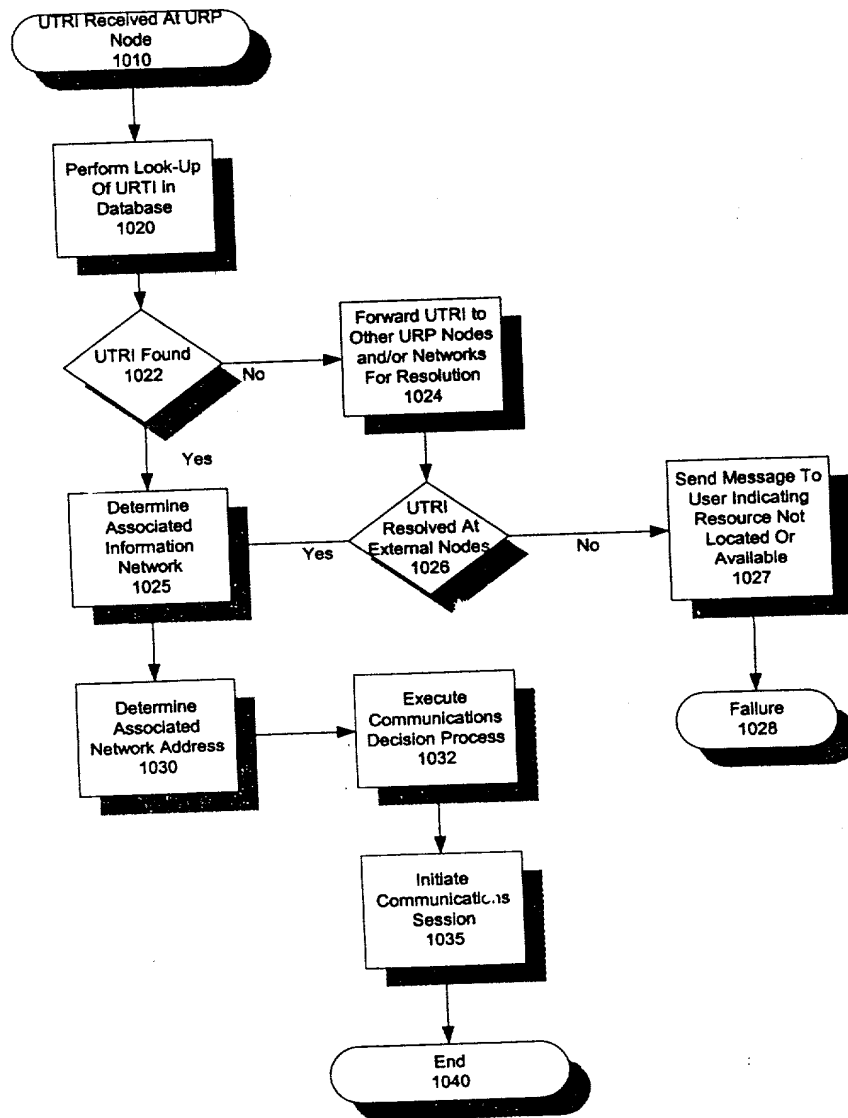 UTRI Received At URP
Node
1010
Perform Look-Up
Of URTI in
Database
1020
UTRI Found
1022
No
Forward UTRI to
Other URP Nodes
and/or Networks
For Resolution
1024
Yes
Determine
Associated
Information
Network
1025
Yes
UTRI
Resolved At
External Nodes
1026
No
Send Message To
User Indicating
Resource Not
Located Or
Available
1027
Determine
Associated
Network Address
1030
Execute
Communications
Decision Process
1032
Failure
1028
Initiate
Communications
Session
1035
End
1040